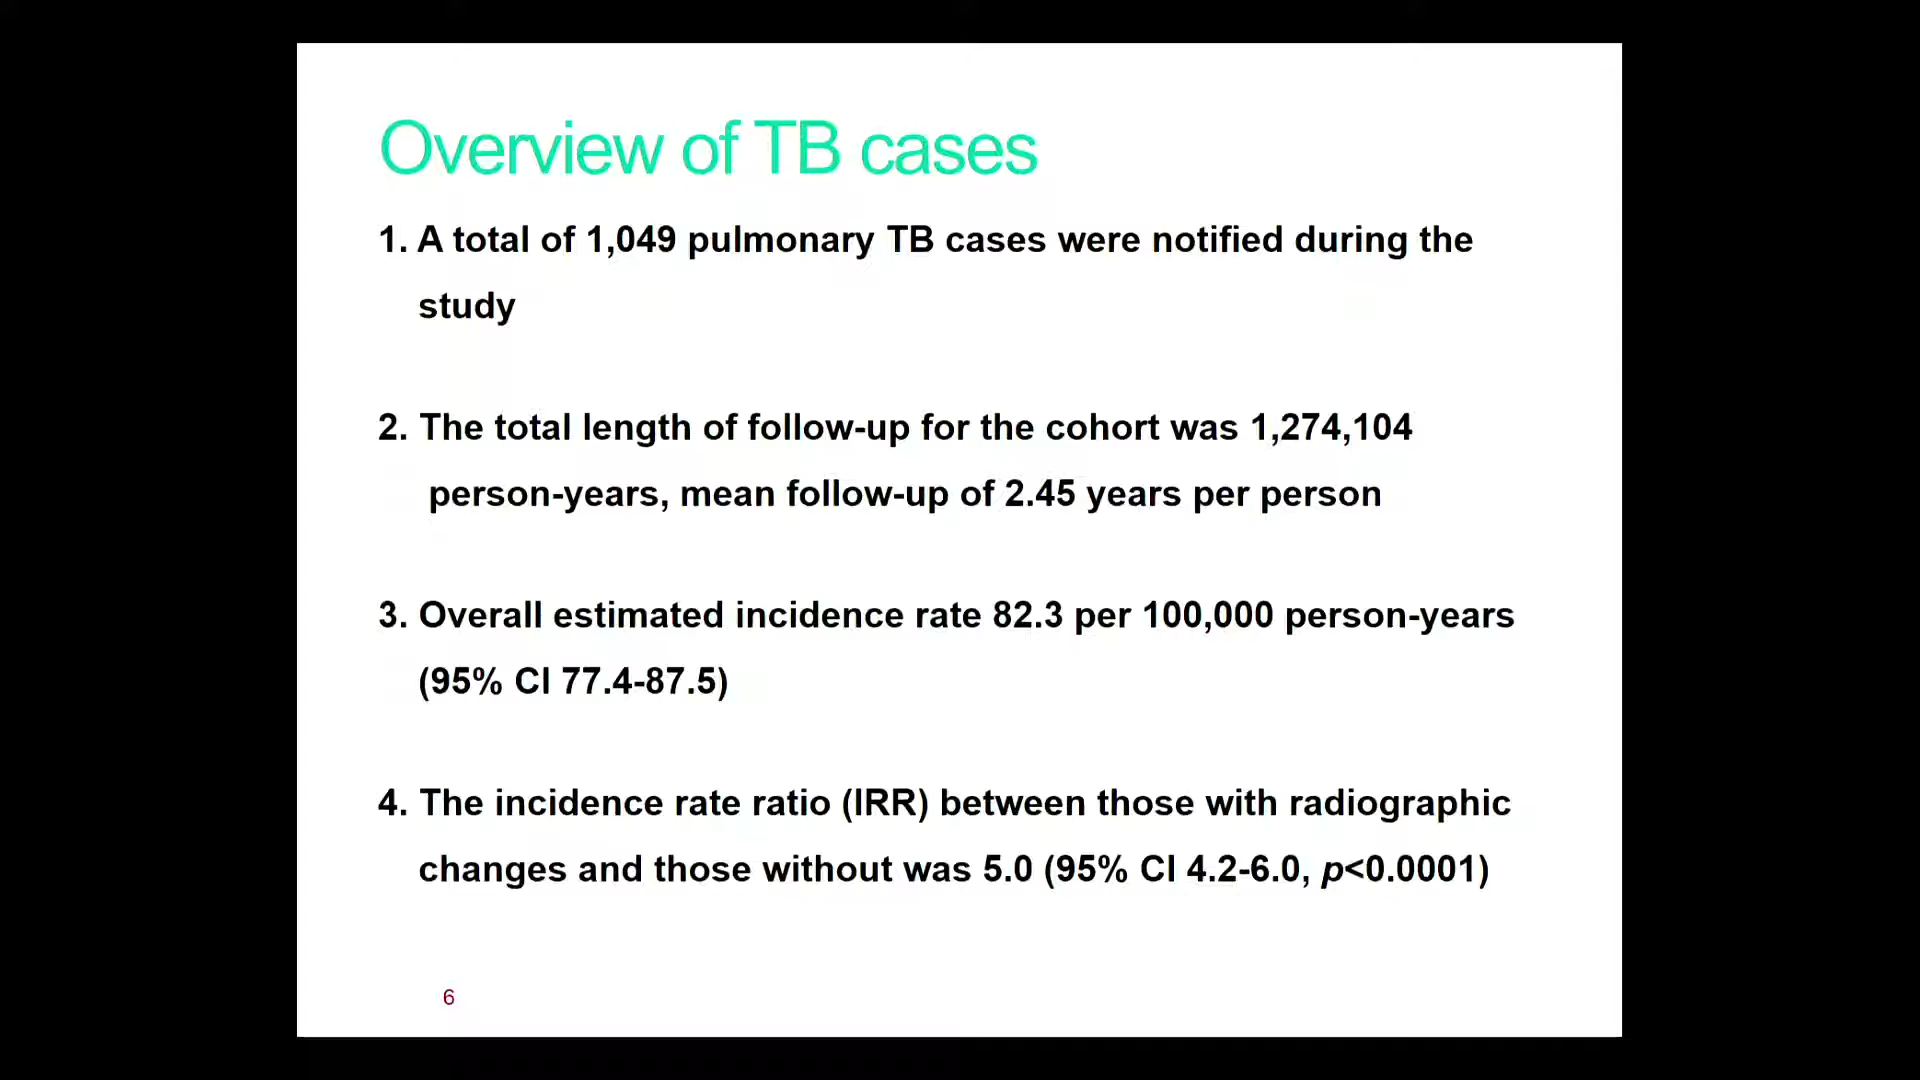 Overview of TB cases
1. A total of 1,049 pulmonary TB cases were notified during the
study
2. The total length of follow-up for the cohort was 1,274,104
person-years, mean follow-up of 2.45 years per person
3. Overall estimated incidence rate 82.3 per 100,000 person-years
(95% CI 77.4-87.5)
4. The incidence rate ratio (IRR) between those with radiographic
changes and those without was 5.0 (95% CI 4.2-6.0, p<0.0001)
6